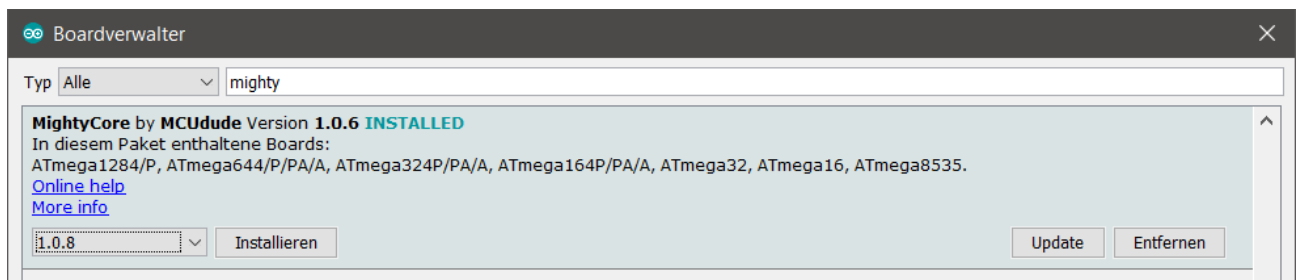 Boardverwalter
Typ Alle mighty
MightyCore by MCUdude Version 1.0.6 INSTALLED
In diesem Paket enthaltene Boards:
ATmega1284/P, ATmega644/P/PA/A, ATmega324P/PA/A, ATmega164P/PA/A, ATmega32, ATmega16, ATmega8535.
Online help
More info
1.0.8 Installieren Update Entfernen